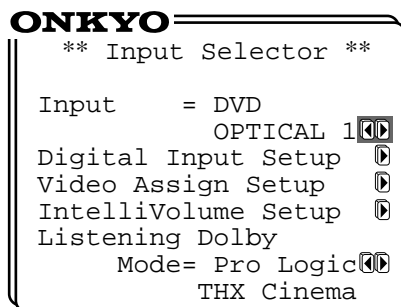 ONKYO
** Input Selector **
Input = DVD
OPTICAL 1
Digital Input Setup
Video Assign Setup
IntelliVolume Setup
Listening Dolby
Mode= Pro Logic
THX Cinema